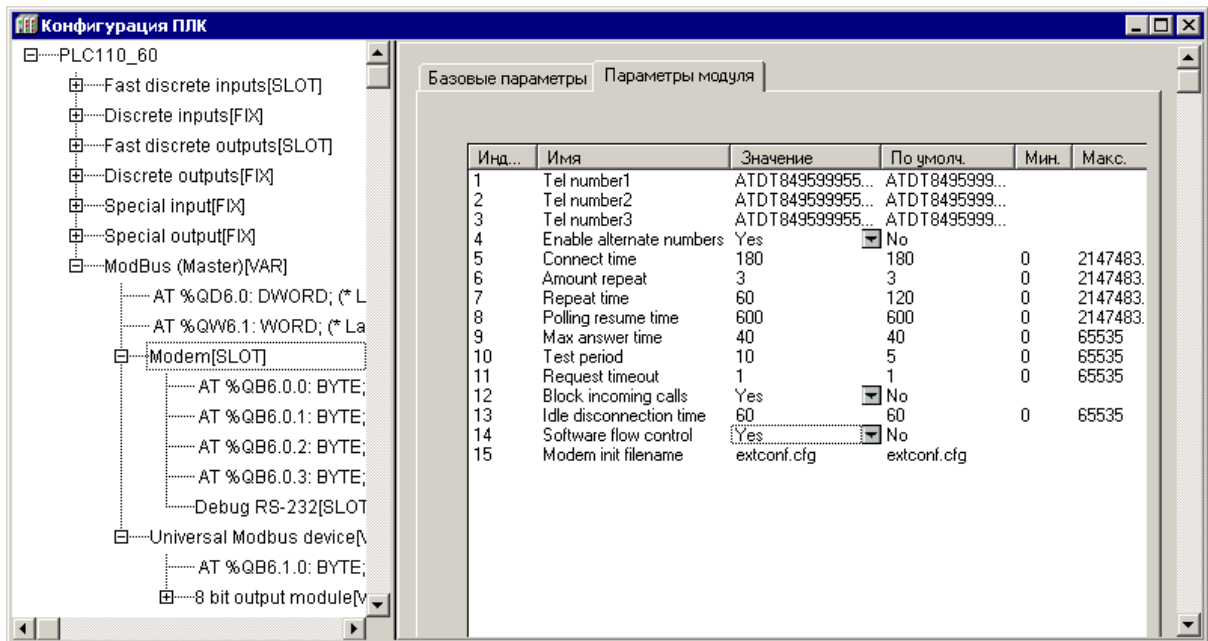 Конфигурация ПЛК
PLC110_60
Fast discrete inputs[SLOT]
Discrete inputs[FIX]
Fast discrete outputs[SLOT]
Discrete outputs[FIX]
Special input[FIX]
Special output[FIX]
ModBus (Master)[VAR]
AT %QD6.0: DWORD; (* L
AT %QW6.1: WORD; (* La
Modem[SLOT]
AT %QB6.0.0: BYTE;
AT %QB6.0.1: BYTE;
AT %QB6.0.2: BYTE;
AT %QB6.0.3: BYTE;
Debug RS-232[SLOT
Universal Modbus device[V
AT %QB6.1.0: BYTE;
8 bit output module[V
Базовые параметры Параметры модуля
Инд... Имя Значение По умолч. Мин. Макс.
1 Tel number1 ATDT849599955... ATDT8495999...
2 Tel number2 ATDT849599955... ATDT8495999...
3 Tel number3 ATDT849599955... ATDT8495999...
4 Enable alternate numbers Yes No
5 Connect time 180 180 0 2147483.
6 Amount repeat 3 3 0 2147483.
7 Repeat time 60 120 0 2147483.
8 Polling resume time 600 600 0 2147483.
9 Max answer time 40 40 0 65535
10 Test period 10 5 0 65535
11 Request timeout 1 1 0 65535
12 Block incoming calls Yes No
13 Idle disconnection time 60 60 0 65535
14 Software flow control Yes No
15 Modem init filename extconf.cfg extconf.cfg